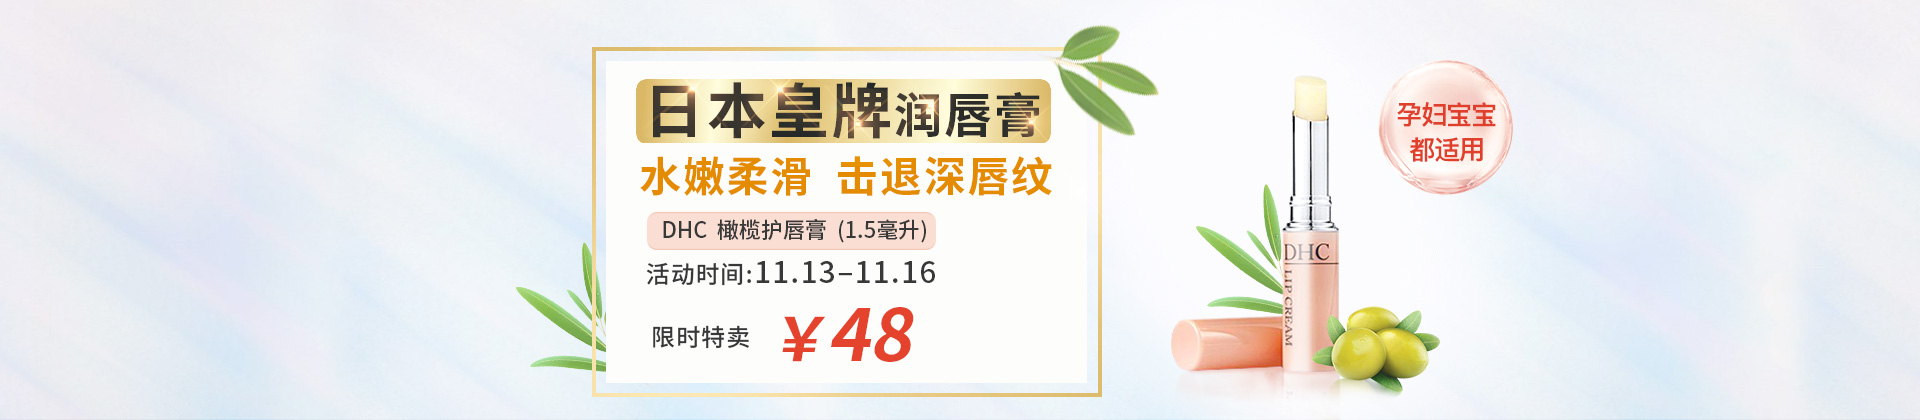 日本皇牌润唇膏
水嫩柔滑 击退深唇纹
DHC 橄榄护唇膏 (1.5毫升)
活动时间:11.13-11.16
限时特卖 ¥48
孕妇宝宝
都适用
DHC
LIP CREAM